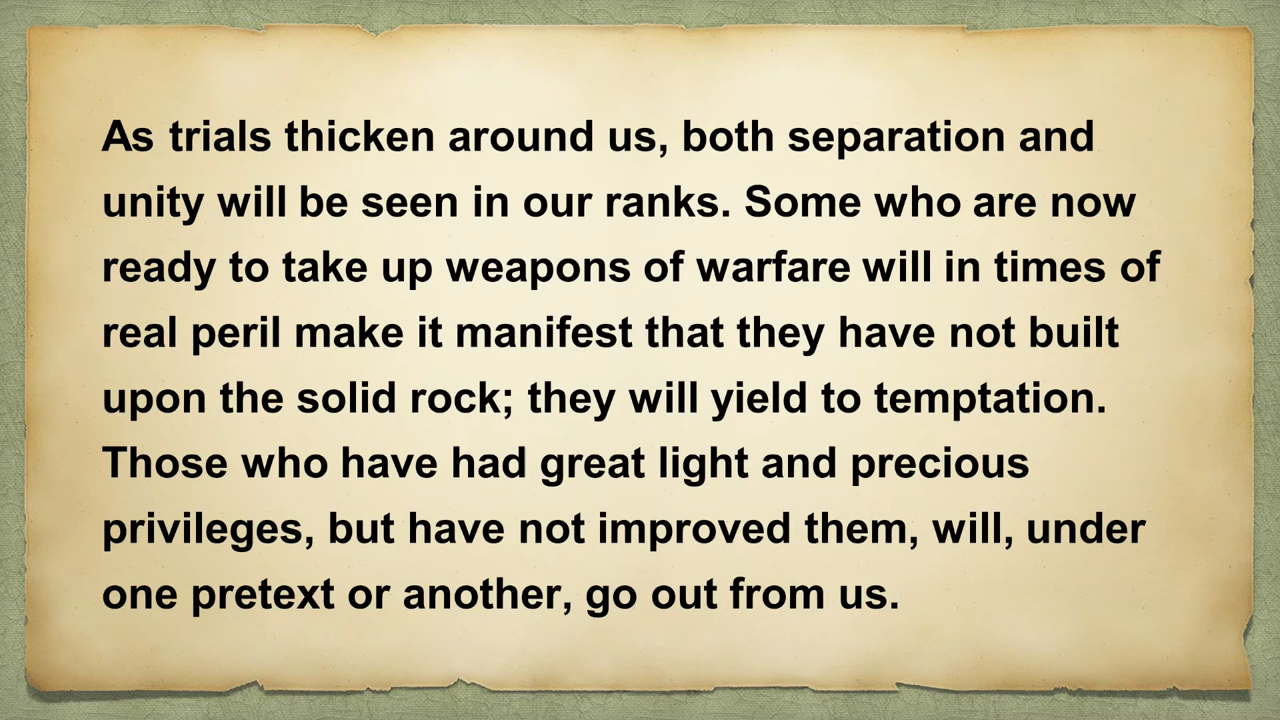 As trials thicken around us, both separation and
unity will be seen in our ranks. Some who are now
ready to take up weapons of warfare will in times of
real peril make it manifest that they have not built
upon the solid rock; they will yield to temptation.
Those who have had great light and precious
privileges, but have not improved them, will, under
one pretext or another, go out from us.